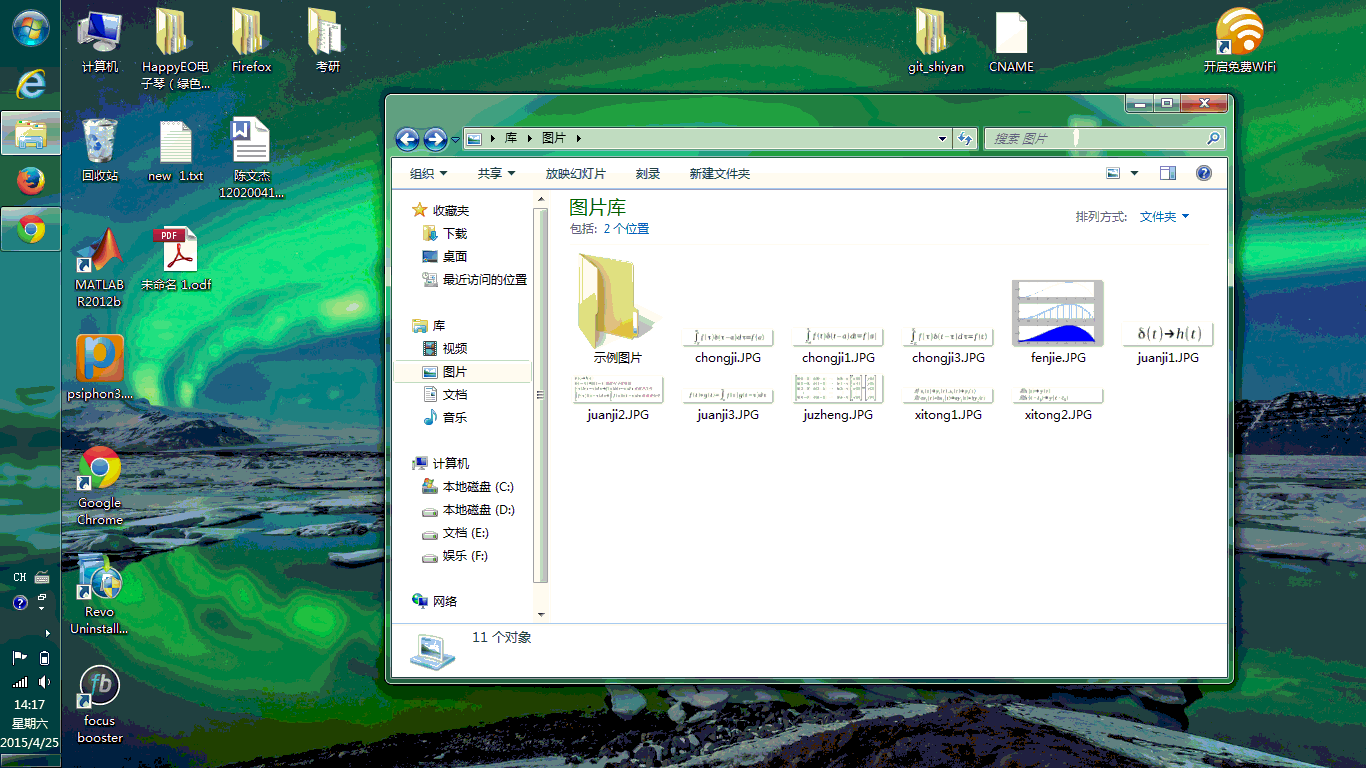 计算机
HappyEO电
子琴（绿色...
Firefox
考研
git_shiyan
CNAME
开启免费WiFi
回收站
new 1.txt
陈文杰
12020041...
MATLAB
R2012b
PDF
未命名 1.odf
psiphon3....
Google
Chrome
Revo
Uninstall...
fb
focus
booster
CH
14:17
星期六
2015/4/25
库
图片
搜索 图片
组织
共享
放映幻灯片
刻录
新建文件夹
收藏夹
下载
桌面
最近访问的位置
库
视频
图片
文档
音乐
计算机
本地磁盘 (C:)
本地磁盘 (D:)
文档 (E:)
娱乐 (F:)
网络
图片库
包括: 2 个位置
排列方式: 文件夹
示例图片
chongji.JPG
chongji1.JPG
chongji3.JPG
fenjie.JPG
δ(t)→h(t)
juanji1.JPG
juanji2.JPG
juanji3.JPG
juzheng.JPG
xitong1.JPG
xitong2.JPG
11 个对象